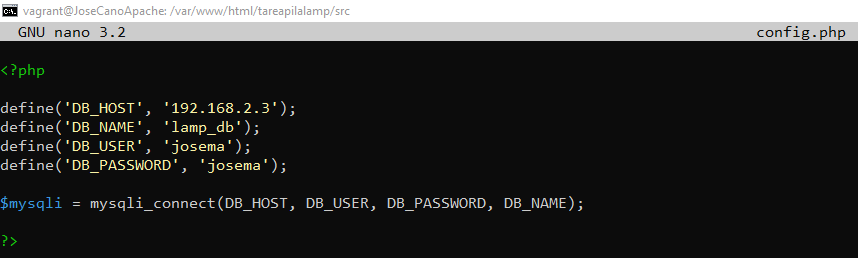 vagrant@JoseCanoApache: /var/www/html/tareapilalamp/src
GNU nano 3.2 config.php
<?php
define('DB_HOST', '192.168.2.3');
define('DB_NAME', 'lamp_db');
define('DB_USER', 'josema');
define('DB_PASSWORD', 'josema');
$mysqli = mysqli_connect(DB_HOST, DB_USER, DB_PASSWORD, DB_NAME);
?>